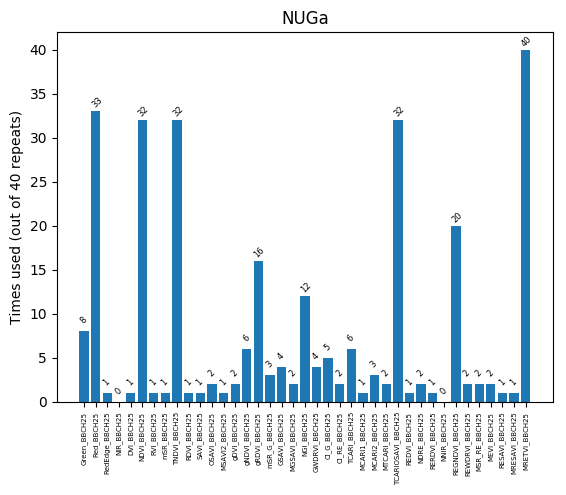 NUGa
Times used (out of 40 repeats)
40
35
30
25
20
15
10
5
0
8
33
1
0
1
32
1
1
32
1
1
2
1
2
6
16
3
4
2
12
4
5
2
6
1
3
2
32
1
2
1
0
20
2
2
2
1
1
40
Green_BBCH25
Red_BBCH25
RedEdge_BBCH25
NIR_BBCH25
DVI_BBCH25
NDVI_BBCH25
RVI_BBCH25
mSR_BBCH25
TNDVI_BBCH25
RDVI_BBCH25
SAVI_BBCH25
OSAVI_BBCH25
MSAVI2_BBCH25
gDVI_BBCH25
gNDVI_BBCH25
gRDVI_BBCH25
mSR_G_BBCH25
GSAVI_BBCH25
MGSAVI_BBCH25
NGI_BBCH25
GWDRVI_BBCH25
CI_G_BBCH25
CI_RE_BBCH25
TCARI_BBCH25
MCARI1_BBCH25
MCARI2_BBCH25
MTCARI_BBCH25
TCARIOSAVI_BBCH25
REDVI_BBCH25
NDRE_BBCH25
RERDVI_BBCH25
NNIR_BBCH25
REGNDVI_BBCH25
REWDRVI_BBCH25
MSR_RE_BBCH25
MEVI_BBCH25
RESAVI_BBCH25
MRESAVI_BBCH25
MRETVI_BBCH25